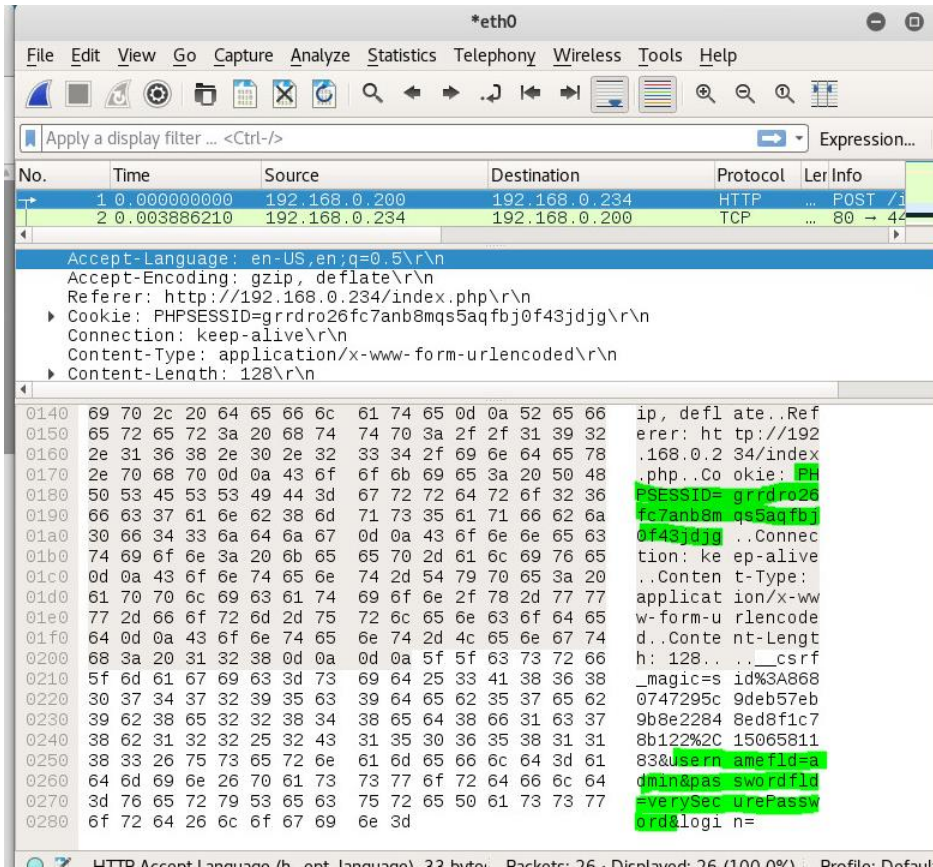 *eth0
File Edit View Go Capture Analyze Statistics Telephony Wireless Tools Help
Apply a display filter ... <Ctrl-/> Expression...
No. Time Source Destination Protocol Ler Info
1 0.000000000 192.168.0.200 192.168.0.234 HTTP ... POST /i
2 0.003886210 192.168.0.234 192.168.0.200 TCP ... 80 → 44
Accept-Language: en-US,en;q=0.5\r\n
Accept-Encoding: gzip, deflate\r\n
Referer: http://192.168.0.234/index.php\r\n
Cookie: PHPSESSID=grrdro26fc7anb8mqs5aqfbj0f43jdjg\r\n
Connection: keep-alive\r\n
Content-Type: application/x-www-form-urlencoded\r\n
Content-Length: 128\r\n
0140 69 70 2c 20 64 65 66 6c 61 74 65 0d 0a 52 65 66 ip, defl ate..Ref
0150 65 72 65 72 3a 20 68 74 74 70 3a 2f 2f 31 39 32 erer: ht tp://192
0160 2e 31 36 38 2e 30 2e 32 33 34 2f 69 6e 64 65 78 .168.0.2 34/index
0170 2e 70 68 70 0d 0a 43 6f 6f 6b 69 65 3a 20 50 48 .php..Co okie: PH
0180 50 53 45 53 53 49 44 3d 67 72 72 64 72 6f 32 36 PSESSID= grrdro26
0190 66 63 37 61 6e 62 38 6d 71 73 35 61 71 66 62 6a fc7anb8m qs5aqfbj
01a0 30 66 34 33 6a 64 6a 67 0d 0a 43 6f 6e 6e 65 63 0f43jdjg ..Connec
01b0 74 69 6f 6e 3a 20 6b 65 65 70 2d 61 6c 69 76 65 tion: ke ep-alive
01c0 0d 0a 43 6f 6e 74 65 6e 74 2d 54 79 70 65 3a 20 ..Conten t-Type:
01d0 61 70 70 6c 69 63 61 74 69 6f 6e 2f 78 2d 77 77 applicat ion/x-ww
01e0 77 2d 66 6f 72 6d 2d 75 72 6c 65 6e 63 6f 64 65 w-form-u rlencode
01f0 64 0d 0a 43 6f 6e 74 65 6e 74 2d 4c 65 6e 67 74 d..Conte nt-Lengt
0200 68 3a 20 31 32 38 0d 0a 0d 0a 5f 5f 63 73 72 66 h: 128.. ..__csrf
0210 5f 6d 61 67 69 63 3d 73 69 64 25 33 41 38 36 38 _magic=s id%3A868
0220 30 37 34 37 32 39 35 63 39 64 65 62 35 37 65 62 0747295c 9deb57eb
0230 39 62 38 65 32 32 38 34 38 65 64 38 66 31 63 37 9b8e2284 8ed8f1c7
0240 38 62 31 32 32 25 32 43 31 35 30 36 35 38 31 31 8b122%2C 15065811
0250 38 33 26 75 73 65 72 6e 61 6d 65 66 6c 64 3d 61 83&usern amefld=a
0260 64 6d 69 6e 26 70 61 73 73 77 6f 72 64 66 6c 64 dmin&pas swordfld
0270 3d 76 65 72 79 53 65 63 75 72 65 50 61 73 73 77 =verySec urePassw
0280 6f 72 64 26 6c 6f 67 69 6e 3d ord&logi n=